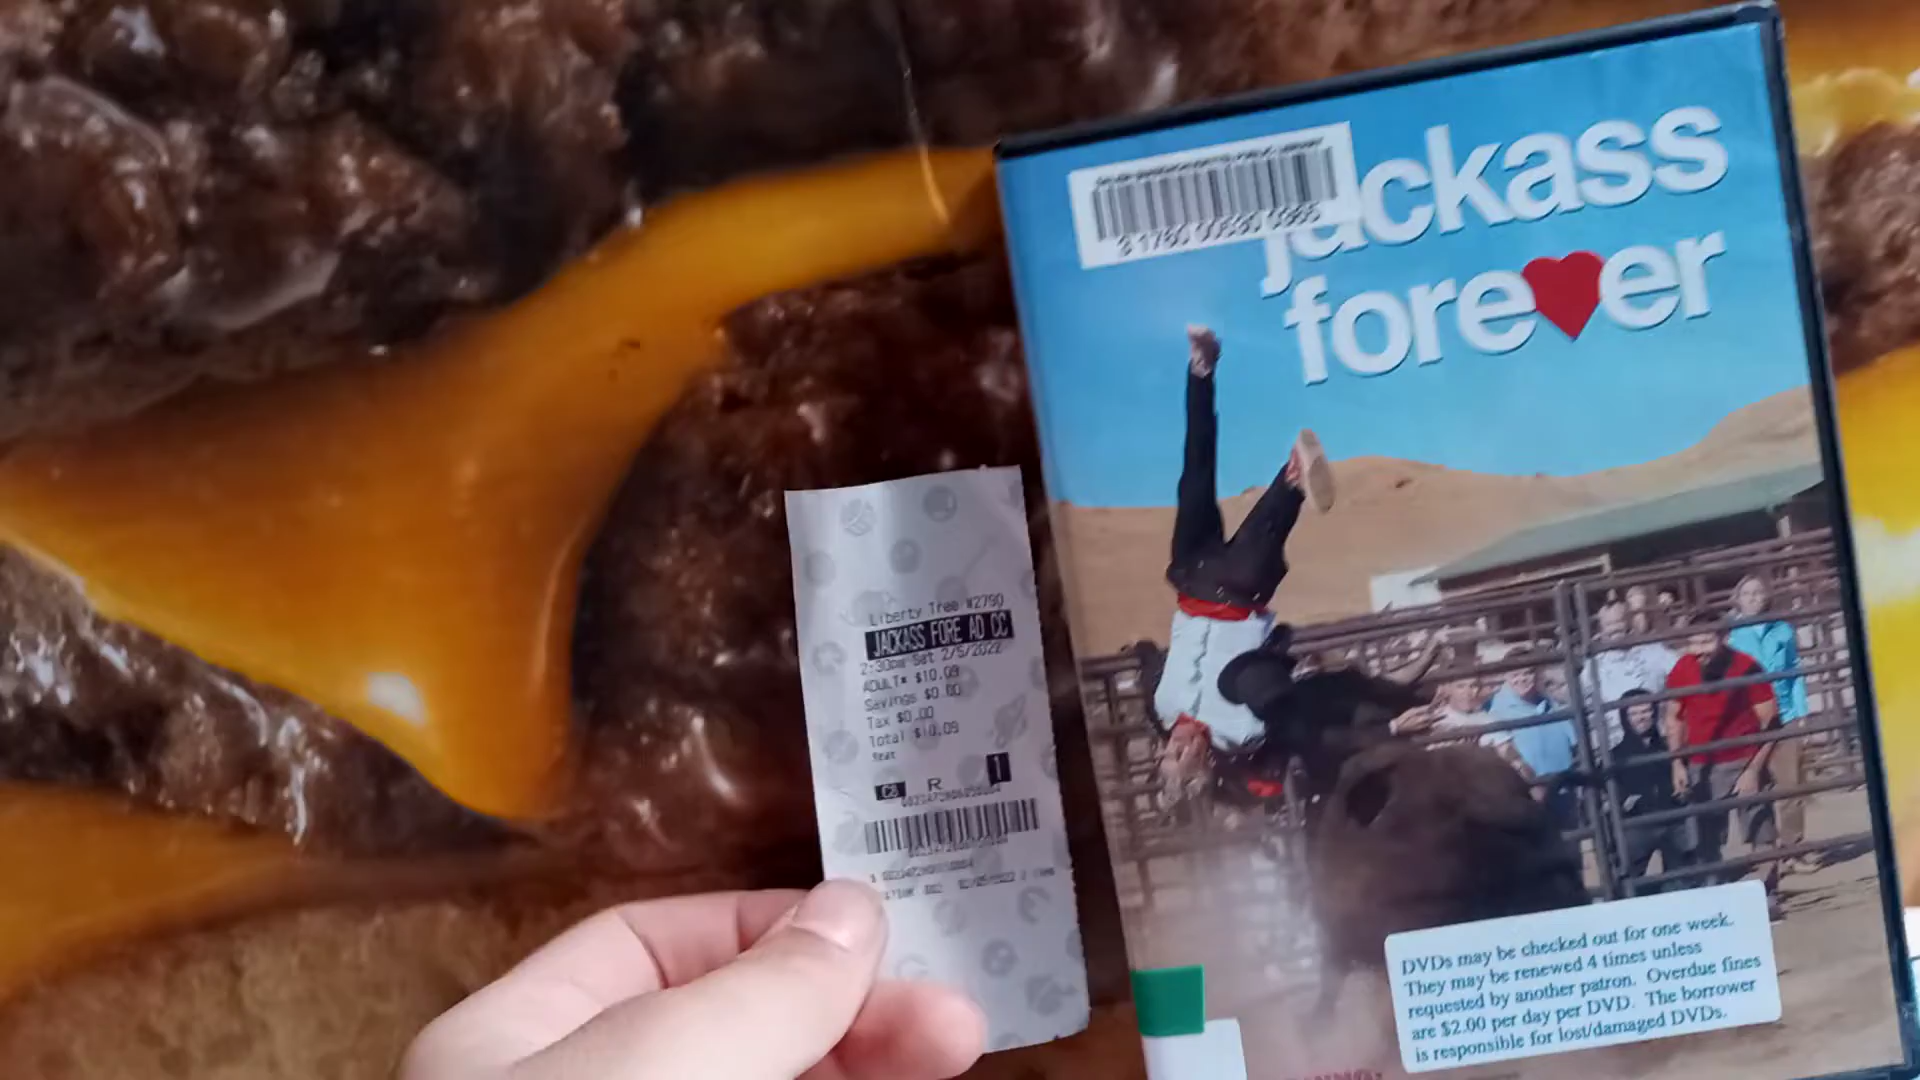 Liberty Tree #2790
JACKASS FORE AD CC
2:30pm Sat 2/5/2022
ADULT* $10.09
Savings $0.00
Tax $0.00
Total $10.09
Seat
R
1
jackass
forever
DVDs may be checked out for one week.
They may be renewed 4 times unless
requested by another patron. Overdue fines
are $2.00 per day per DVD. The borrower
is responsible for lost/damaged DVDs.